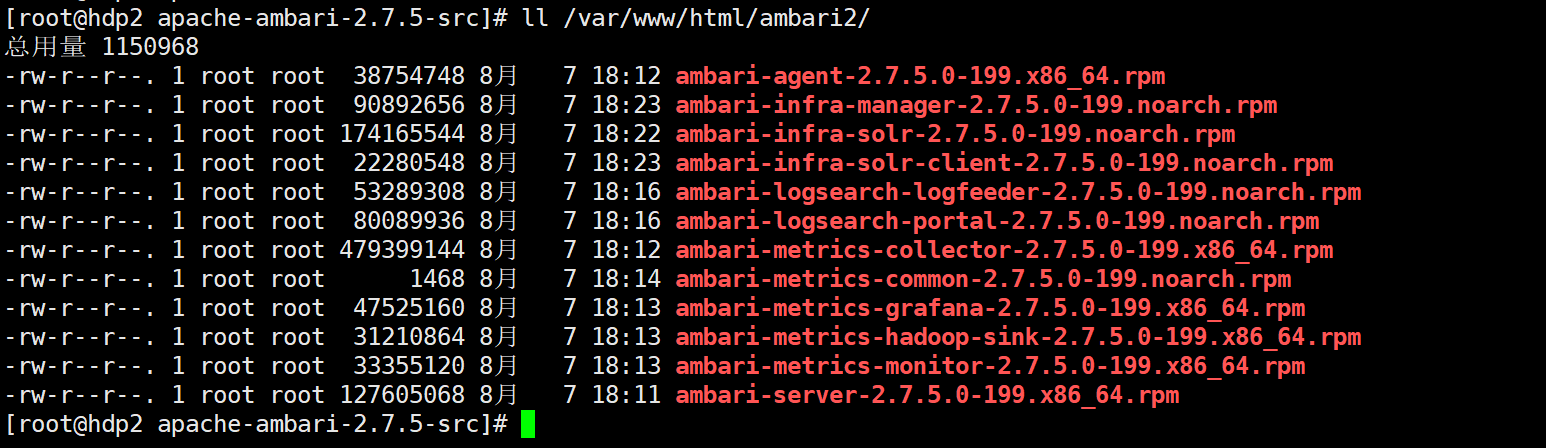 [root@hdp2 apache-ambari-2.7.5-src]# ll /var/www/html/ambari2/
总用量 1150968
-rw-r--r--. 1 root root  38754748 8月   7 18:12 ambari-agent-2.7.5.0-199.x86_64.rpm
-rw-r--r--. 1 root root  90892656 8月   7 18:23 ambari-infra-manager-2.7.5.0-199.noarch.rpm
-rw-r--r--. 1 root root 174165544 8月   7 18:22 ambari-infra-solr-2.7.5.0-199.noarch.rpm
-rw-r--r--. 1 root root  22280548 8月   7 18:23 ambari-infra-solr-client-2.7.5.0-199.noarch.rpm
-rw-r--r--. 1 root root  53289308 8月   7 18:16 ambari-logsearch-logfeeder-2.7.5.0-199.noarch.rpm
-rw-r--r--. 1 root root  80089936 8月   7 18:16 ambari-logsearch-portal-2.7.5.0-199.noarch.rpm
-rw-r--r--. 1 root root 479399144 8月   7 18:12 ambari-metrics-collector-2.7.5.0-199.x86_64.rpm
-rw-r--r--. 1 root root      1468 8月   7 18:14 ambari-metrics-common-2.7.5.0-199.noarch.rpm
-rw-r--r--. 1 root root  47525160 8月   7 18:13 ambari-metrics-grafana-2.7.5.0-199.x86_64.rpm
-rw-r--r--. 1 root root  31210864 8月   7 18:13 ambari-metrics-hadoop-sink-2.7.5.0-199.x86_64.rpm
-rw-r--r--. 1 root root  33355120 8月   7 18:13 ambari-metrics-monitor-2.7.5.0-199.x86_64.rpm
-rw-r--r--. 1 root root 127605068 8月   7 18:11 ambari-server-2.7.5.0-199.x86_64.rpm
[root@hdp2 apache-ambari-2.7.5-src]#